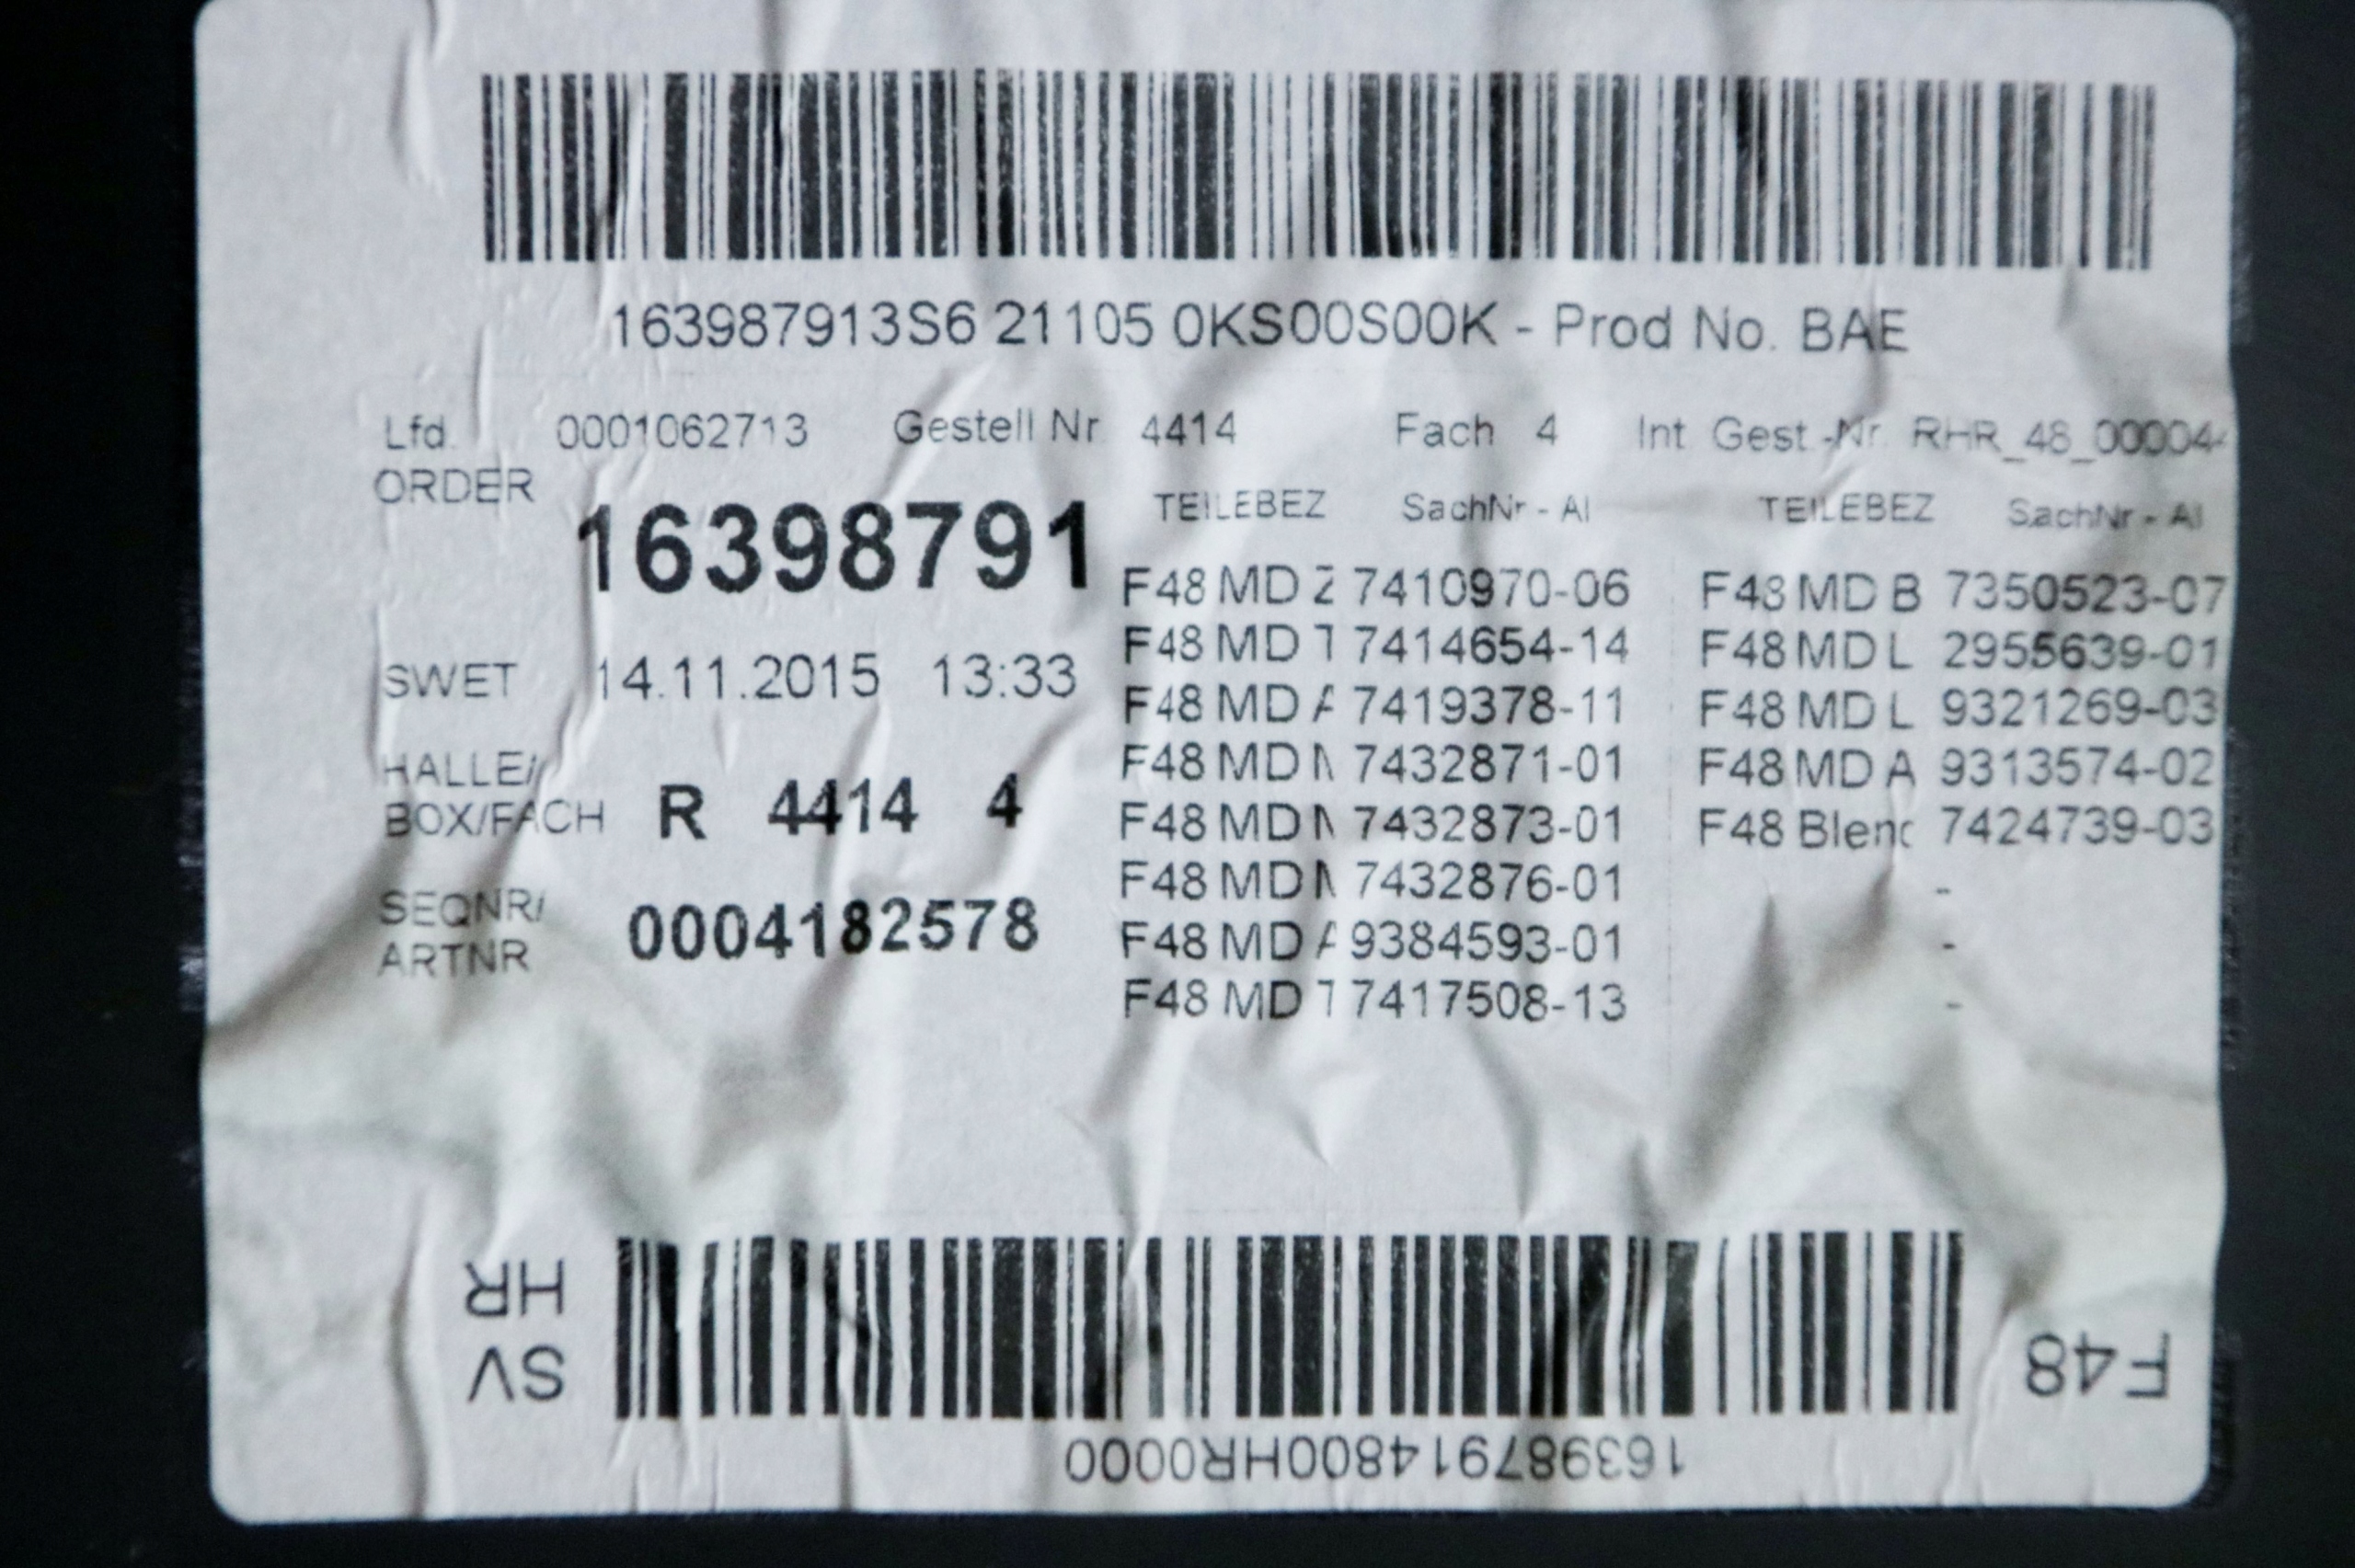 163987913S6 21105 0KS00S00K - Prod No. BAE
Lfd. 0001062713 Gestell Nr 4414 Fach 4 Int Gest.-Nr. RHR_48_00004
ORDER 16398791
SWET 14.11.2015 13:33
HALLE/
BOX/FACH R 4414 4
SEQNR/
ARTNR 0004182578
TEILEBEZ SachNr - AI
F48 MD Z 7410970-06
F48 MD T 7414654-14
F48 MD A 7419378-11
F48 MD 7432871-01
F48 MD 7432873-01
F48 MD 7432876-01
F48 MD A 9384593-01
F48 MD T 7417508-13
TEILEBEZ SachNr - AI
F48 MD B 7350523-07
F48 MD L 2955639-01
F48 MD L 9321269-03
F48 MD A 9313574-02
F48 Blend 7424739-03
-
-
-
F48
SV
HR
163987914800HR0000